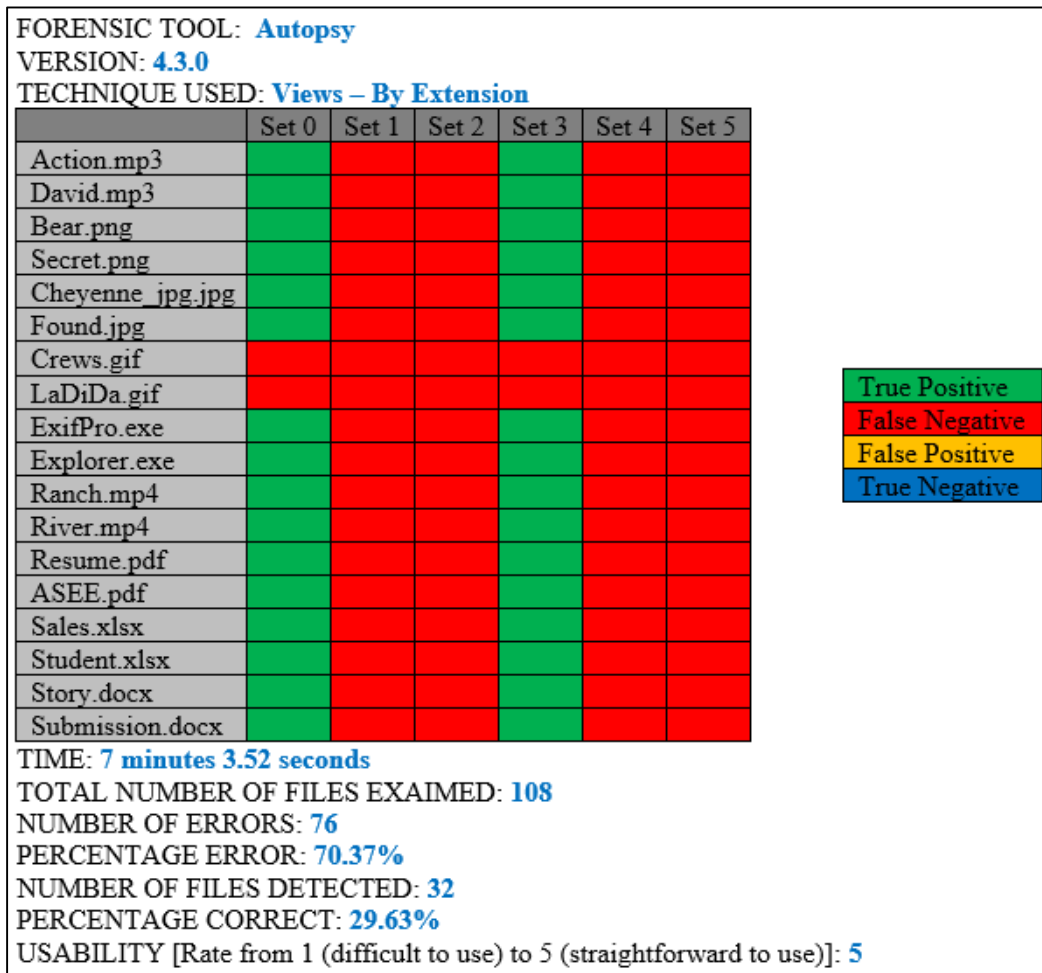 FORENSIC TOOL: Autopsy
VERSION: 4.3.0
TECHNIQUE USED: Views – By Extension
Set 0 Set 1 Set 2 Set 3 Set 4 Set 5
Action.mp3
David.mp3
Bear.png
Secret.png
Cheyenne_jpg.jpg
Found.jpg
Crews.gif
LaDiDa.gif
ExifPro.exe
Explorer.exe
Ranch.mp4
River.mp4
Resume.pdf
ASEE.pdf
Sales.xlsx
Student.xlsx
Story.docx
Submission.docx
True Positive
False Negative
False Positive
True Negative
TIME: 7 minutes 3.52 seconds
TOTAL NUMBER OF FILES EXAIMED: 108
NUMBER OF ERRORS: 76
PERCENTAGE ERROR: 70.37%
NUMBER OF FILES DETECTED: 32
PERCENTAGE CORRECT: 29.63%
USABILITY [Rate from 1 (difficult to use) to 5 (straightforward to use)]: 5